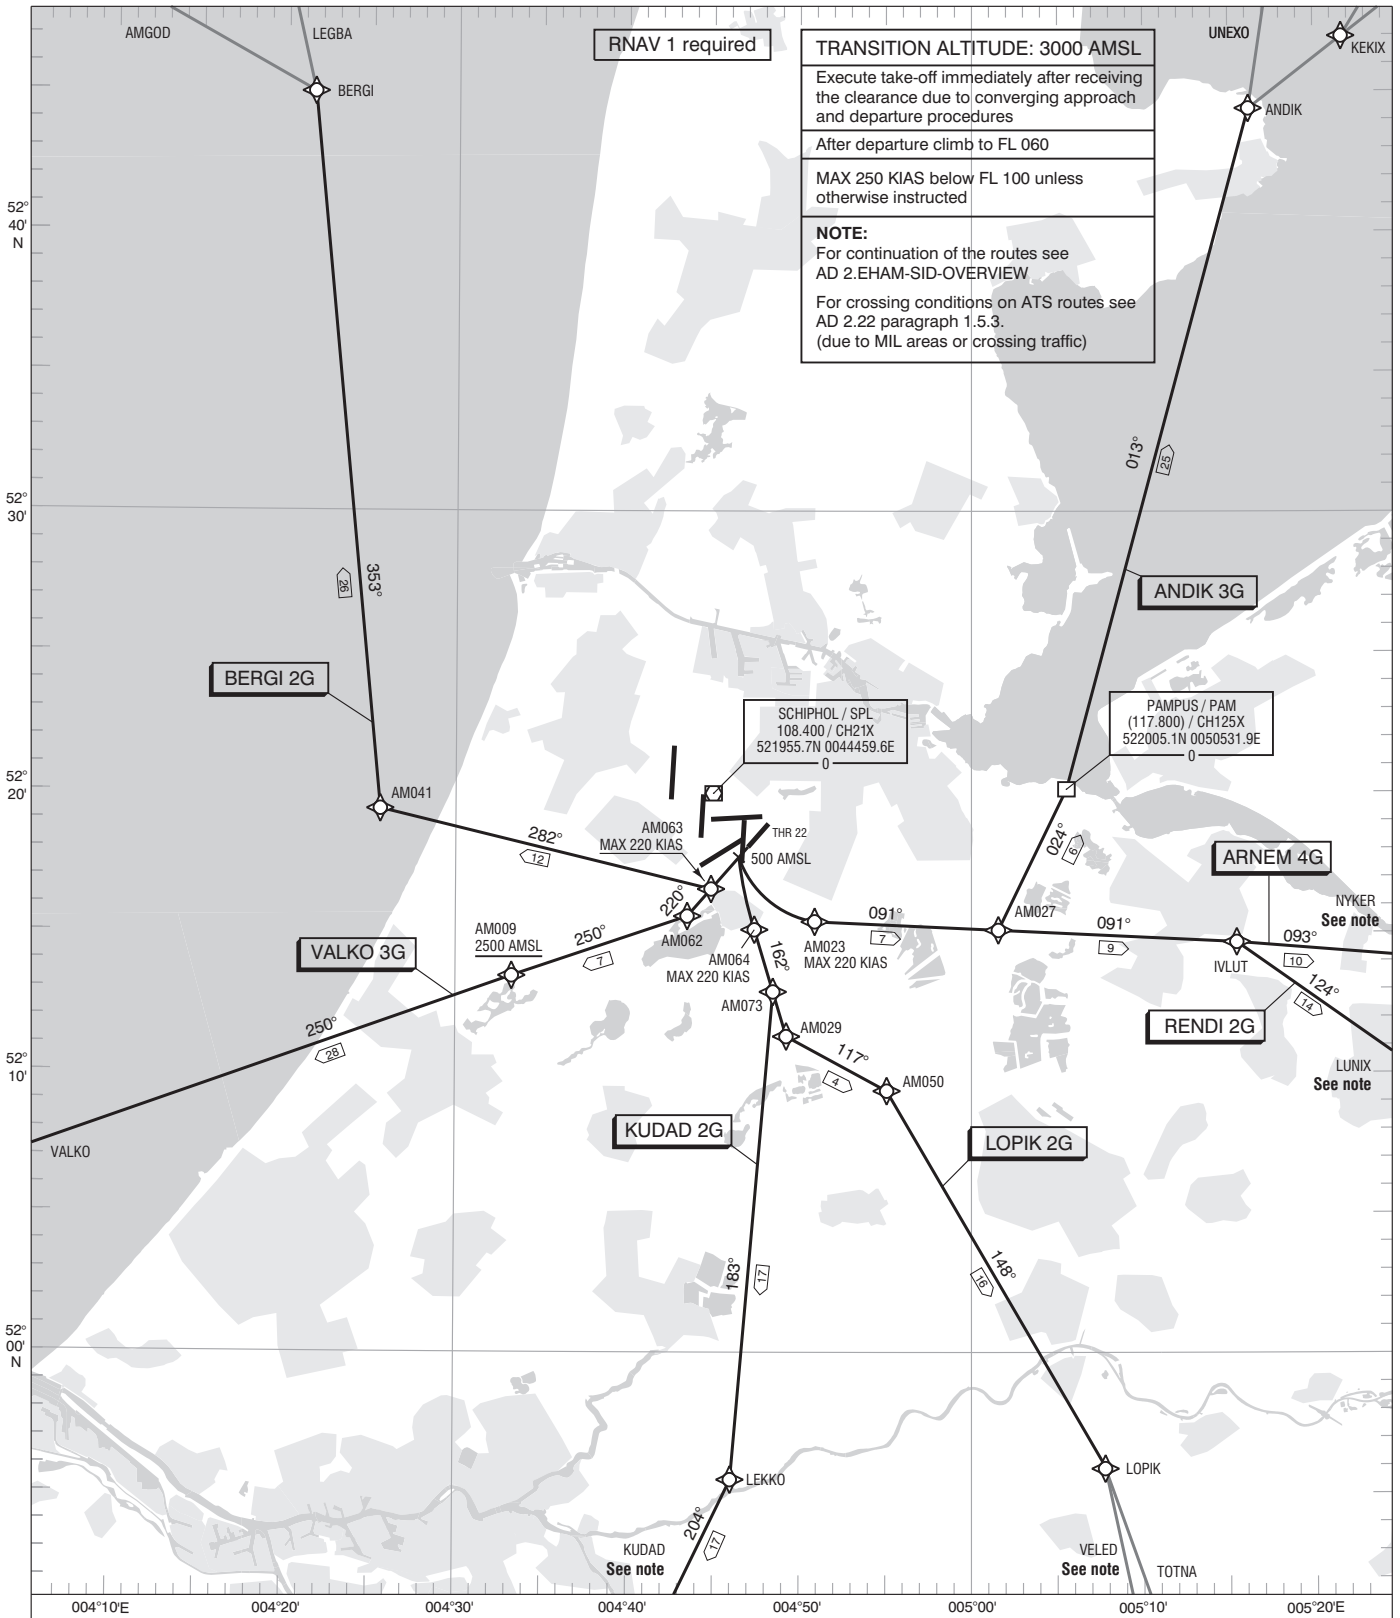 AMGOD
LEGBA
BERGI
RNAV 1 required
TRANSITION ALTITUDE: 3000 AMSL
Execute take-off immediately after receiving
the clearance due to converging approach
and departure procedures
After departure climb to FL 060
MAX 250 KIAS below FL 100 unless
otherwise instructed
NOTE:
For continuation of the routes see
AD 2.EHAM-SID-OVERVIEW
For crossing conditions on ATS routes see
AD 2.22 paragraph 1.5.3.
(due to MIL areas or crossing traffic)
UNEXO
KEKIX
ANDIK
52°
40'
N
013°
25
52°
30'
353°
26
ANDIK 3G
BERGI 2G
SCHIPHOL / SPL
108.400 / CH21X
521955.7N 0044459.6E
0
PAMPUS / PAM
(117.800) / CH125X
522005.1N 0050531.9E
0
52°
20'
AM041
282°
12
AM063
MAX 220 KIAS
THR 22
500 AMSL
024°
6
ARNEM 4G
NYKER
See note
220°
AM062
AM009
2500 AMSL
250°
7
VALKO 3G
AM064
MAX 220 KIAS
162°
AM023
MAX 220 KIAS
091°
7
AM027
091°
9
IVLUT
093°
10
124°
14
RENDI 2G
LUNIX
See note
AM073
AM029
250°
28
52°
10'
117°
4
AM050
VALKO
KUDAD 2G
LOPIK 2G
183°
17
148°
16
52°
00'
N
LEKKO
LOPIK
204°
17
KUDAD
See note
VELED
See note
TOTNA
004°10'E
004°20'
004°30'
004°40'
004°50'
005°00'
005°10'
005°20'E